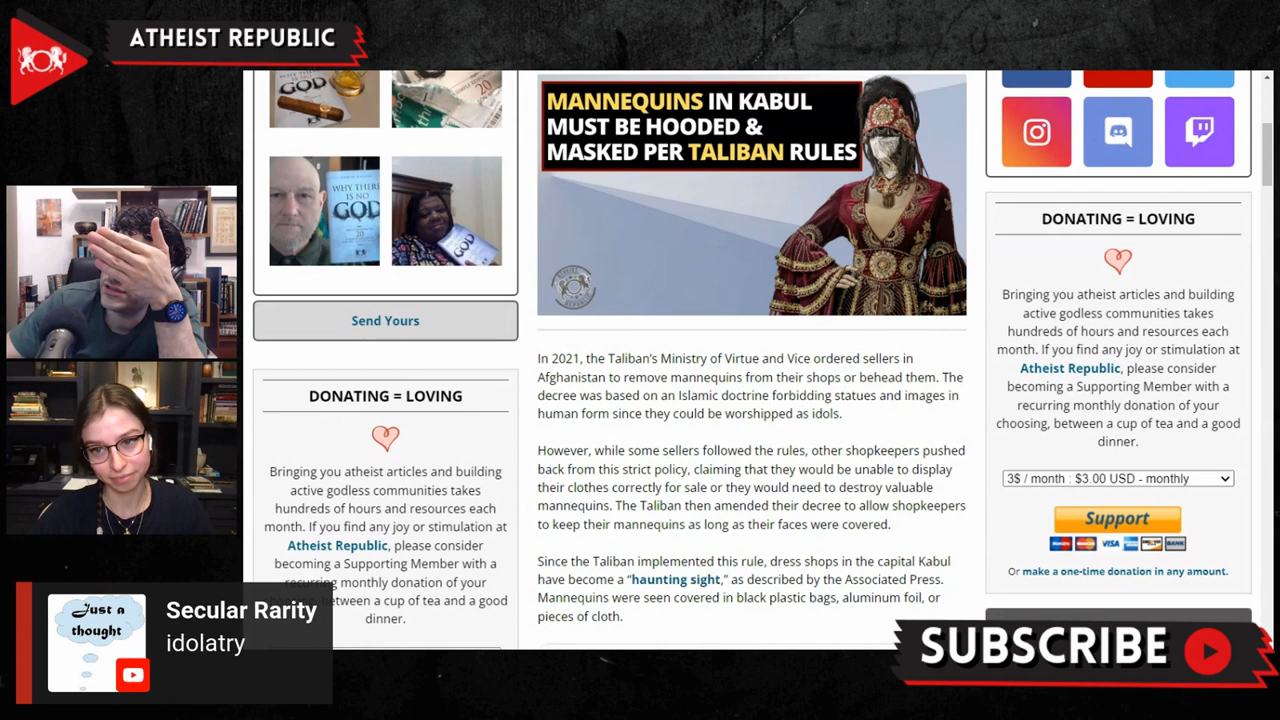 ATHEIST REPUBLIC
GOD
20
WHY THERE
IS NO
GOD
20
GOD
Send Yours
DONATING = LOVING
Bringing you atheist articles and building
active godless communities takes
hundreds of hours and resources each
month. If you find any joy or stimulation at
Atheist Republic, please consider
becoming a Supporting Member with a
recurring monthly donation of your
between a cup of tea and a good
dinner.
MANNEQUINS IN KABUL
MUST BE HOODED &
MASKED PER TALIBAN RULES
In 2021, the Taliban's Ministry of Virtue and Vice ordered sellers in
Afghanistan to remove mannequins from their shops or behead them. The
decree was based on an Islamic doctrine forbidding statues and images in
human form since they could be worshipped as idols.
However, while some sellers followed the rules, other shopkeepers pushed
back from this strict policy, claiming that they would be unable to display
their clothes correctly for sale or they would need to destroy valuable
mannequins. The Taliban then amended their decree to allow shopkeepers
to keep their mannequins as long as their faces were covered.
Since the Taliban implemented this rule, dress shops in the capital Kabul
have become a “haunting sight,” as described by the Associated Press.
Mannequins were seen covered in black plastic bags, aluminum foil, or
pieces of cloth.
DONATING = LOVING
Bringing you atheist articles and building
active godless communities takes
hundreds of hours and resources each
month. If you find any joy or stimulation at
Atheist Republic, please consider
becoming a Supporting Member with a
recurring monthly donation of your
choosing, between a cup of tea and a good
dinner.
3$ / month : $3.00 USD - monthly
Support
VISA
BANK
Or make a one-time donation in any amount.
Just a
thought
Secular Rarity
idolatry
SUBSCRIBE